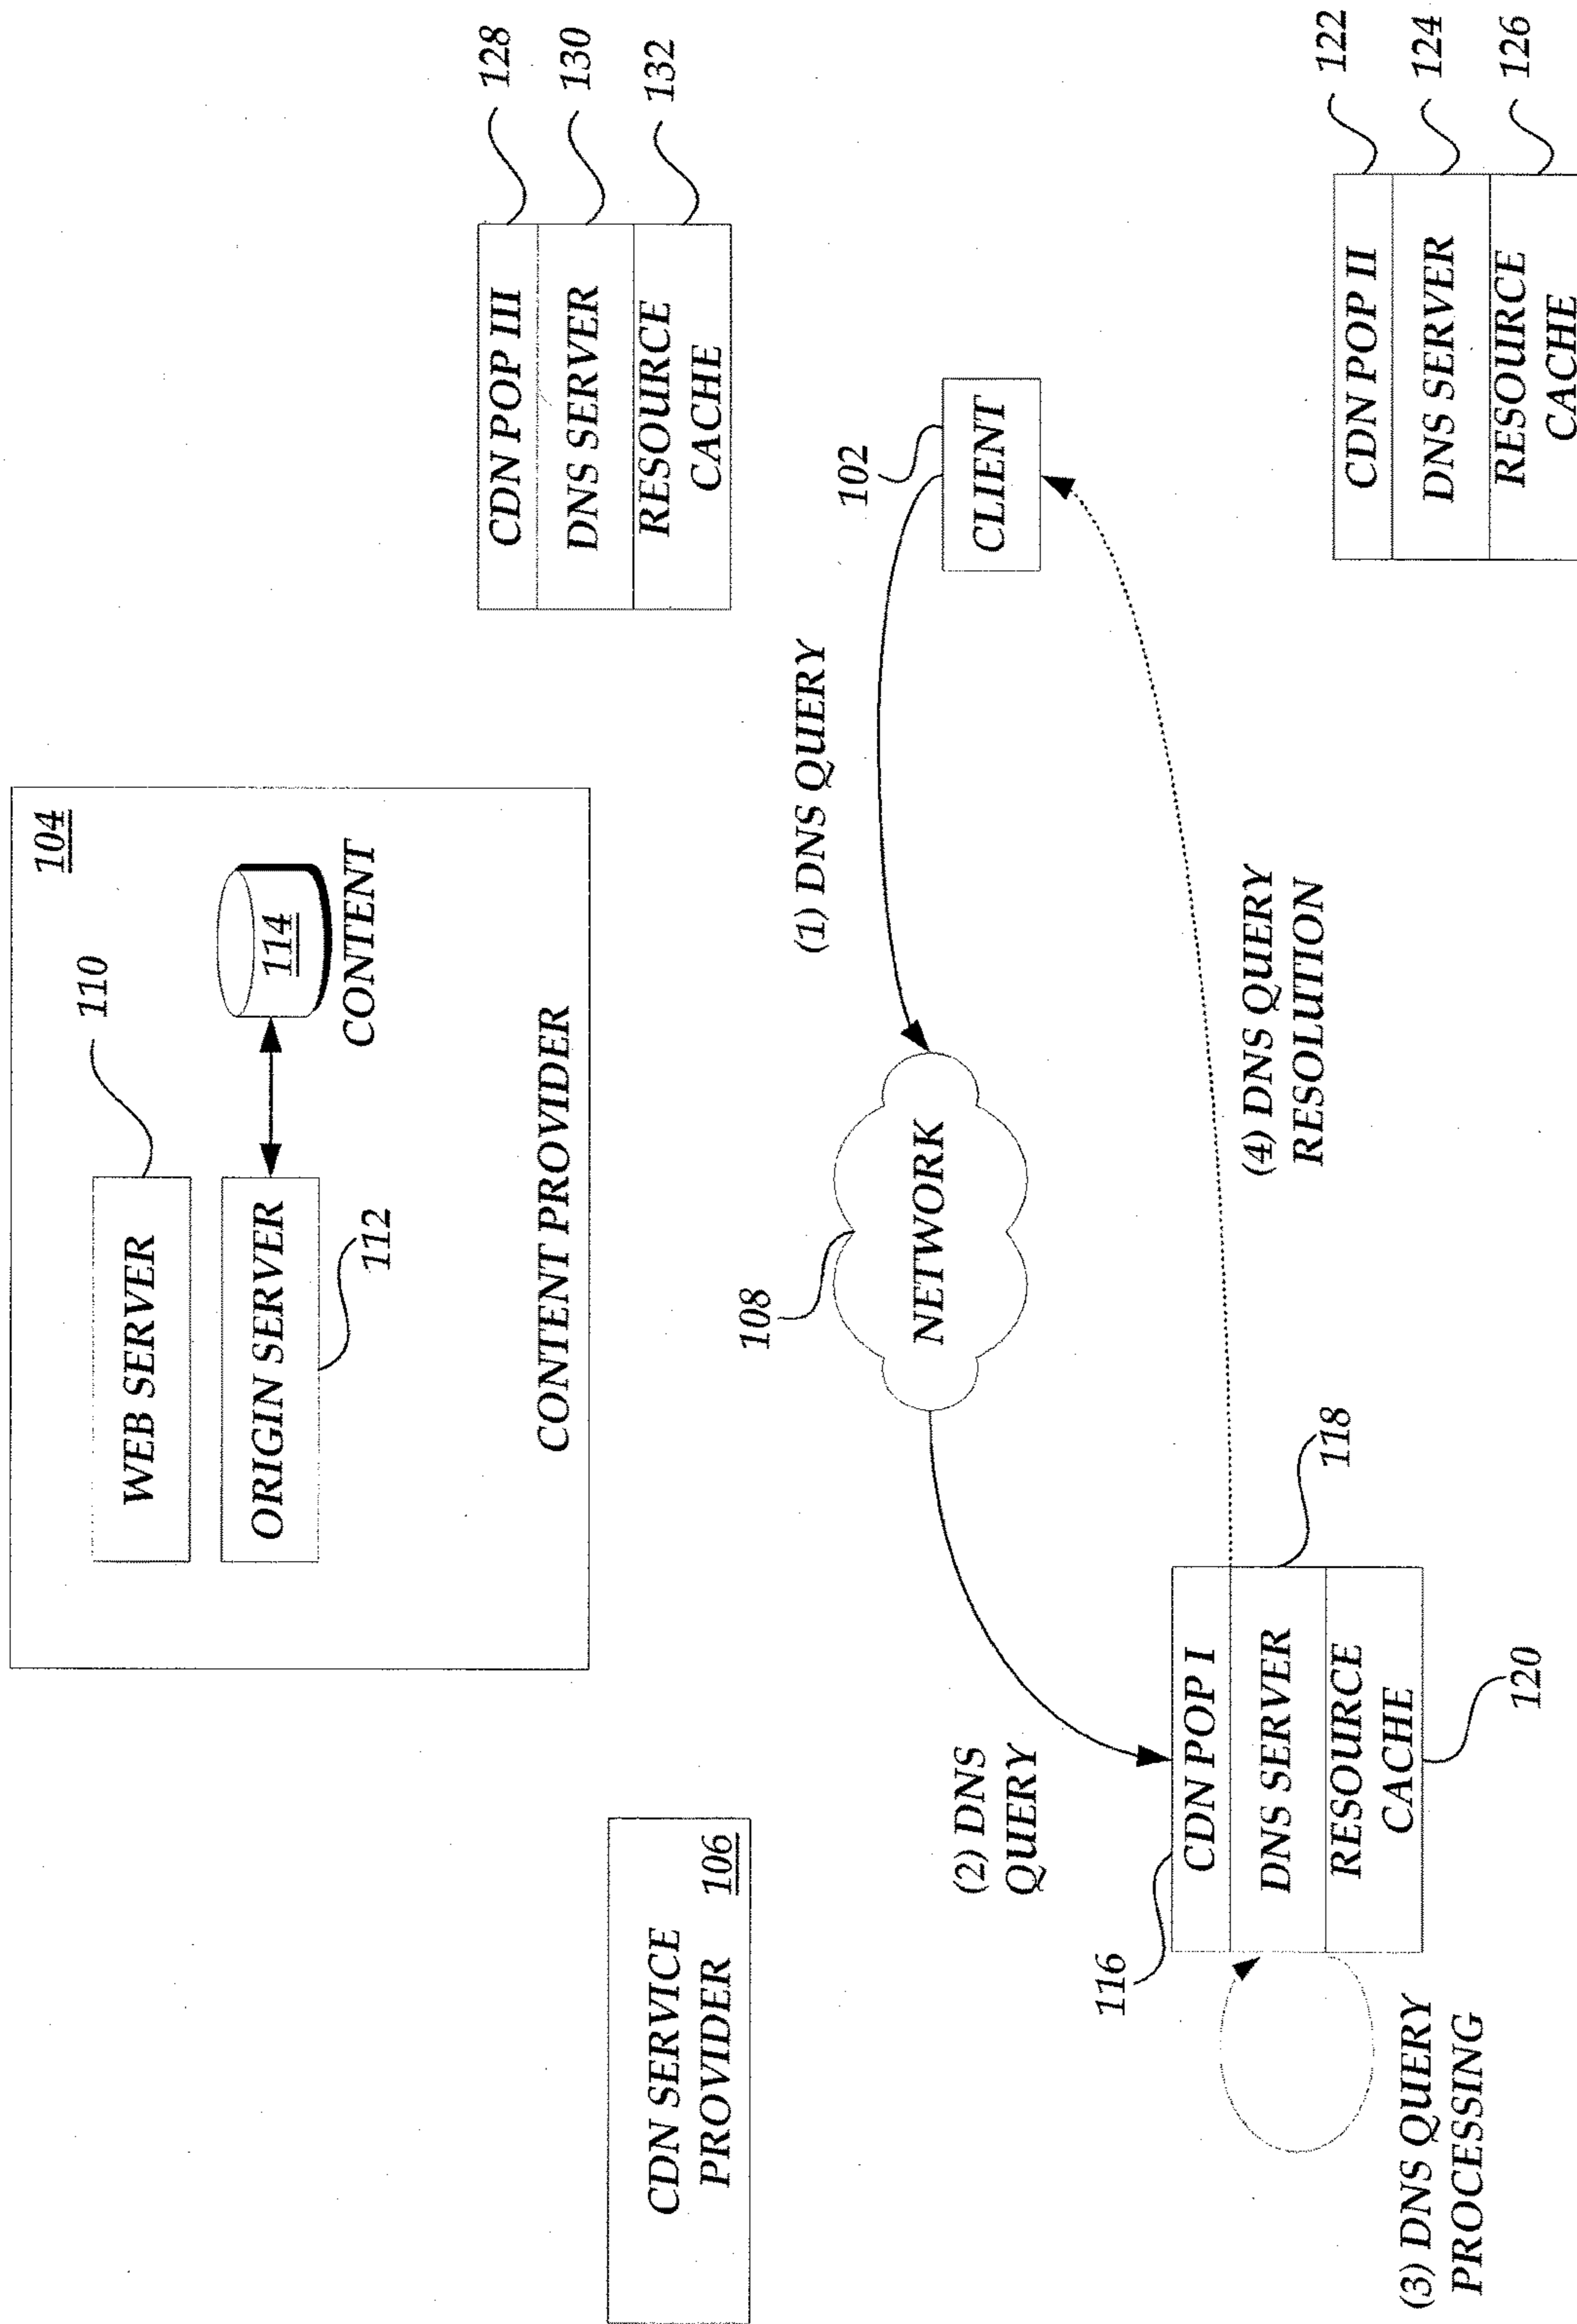 104
WEB SERVER
110
ORIGIN SERVER
112
114
CONTENT
CONTENT PROVIDER
CDN SERVICE
PROVIDER
106
CDN POP III
128
DNS SERVER
130
RESOURCE
CACHE
132
108
NETWORK
(1) DNS QUERY
102
CLIENT
(2) DNS
QUERY
116
CDN POP I
DNS SERVER
118
RESOURCE
CACHE
120
(3) DNS QUERY
PROCESSING
(4) DNS QUERY
RESOLUTION
CDN POP II
122
DNS SERVER
124
RESOURCE
CACHE
126